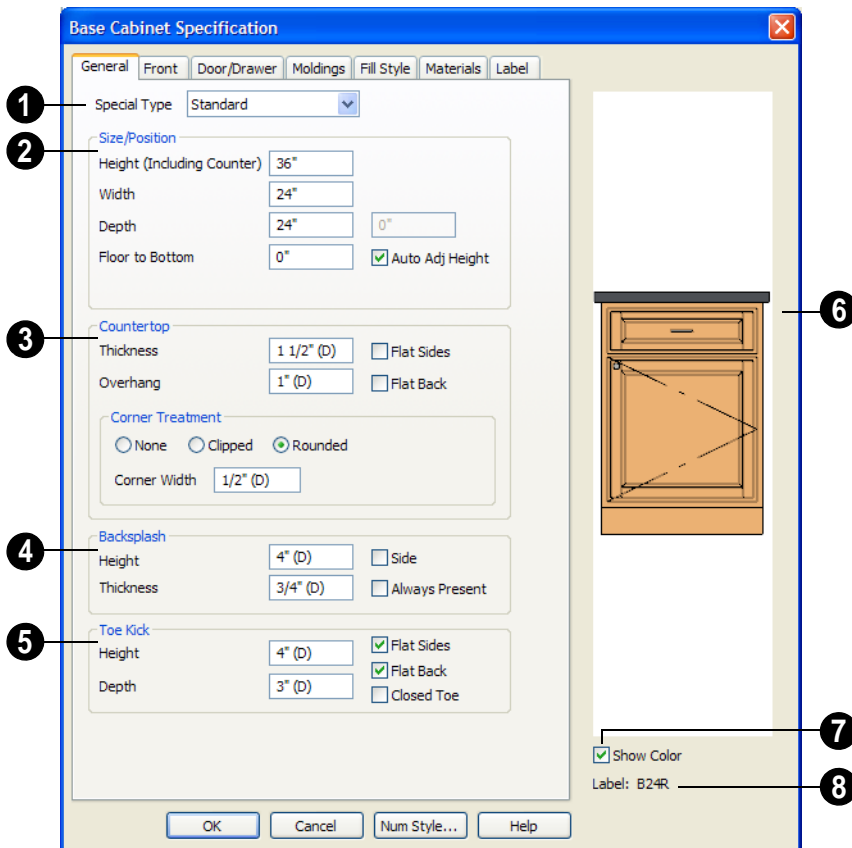 Base Cabinet Specification
General Front Door/Drawer Moldings Fill Style Materials Label
1 Special Type Standard
2 Size/Position
Height (Including Counter) 36"
Width 24"
Depth 24" 0"
Floor to Bottom 0" Auto Adj Height
6
3 Countertop
Thickness 1 1/2" (D) Flat Sides
Overhang 1" (D) Flat Back
Corner Treatment
None Clipped Rounded
Corner Width 1/2" (D)
4 Backsplash
Height 4" (D) Side
Thickness 3/4" (D) Always Present
5 Toe Kick
Height 4" (D) Flat Sides
Flat Back
Depth 3" (D) Closed Toe
7
Show Color
Label: B24R 8
OK Cancel Num Style... Help